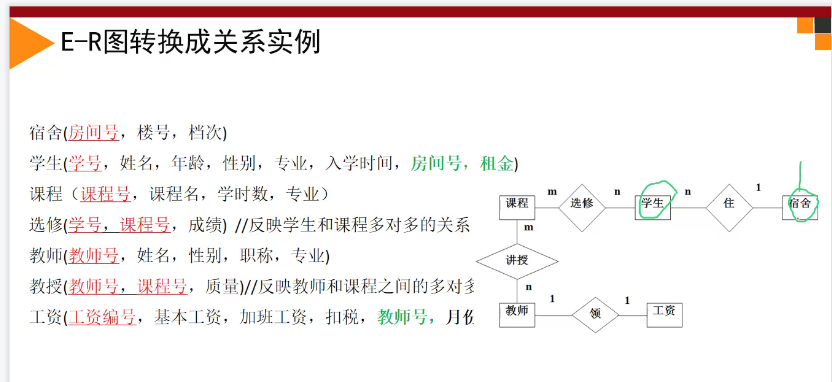 E-R图转换成关系实例
宿舍(房间号，楼号，档次)
学生(学号，姓名，年龄，性别，专业，入学时间，房间号，租金)
课程（课程号，课程名，学时数，专业）
选修(学号，课程号，成绩) //反映学生和课程多对多的关系
教师(教师号，姓名，性别，职称，专业)
教授(教师号，课程号，质量)//反映教师和课程之间的多对多
工资(工资编号，基本工资，加班工资，扣税，教师号，月份
课程 m 选修 n 学生 n 住 1 宿舍
m
讲授
n
教师 1 领 1 工资